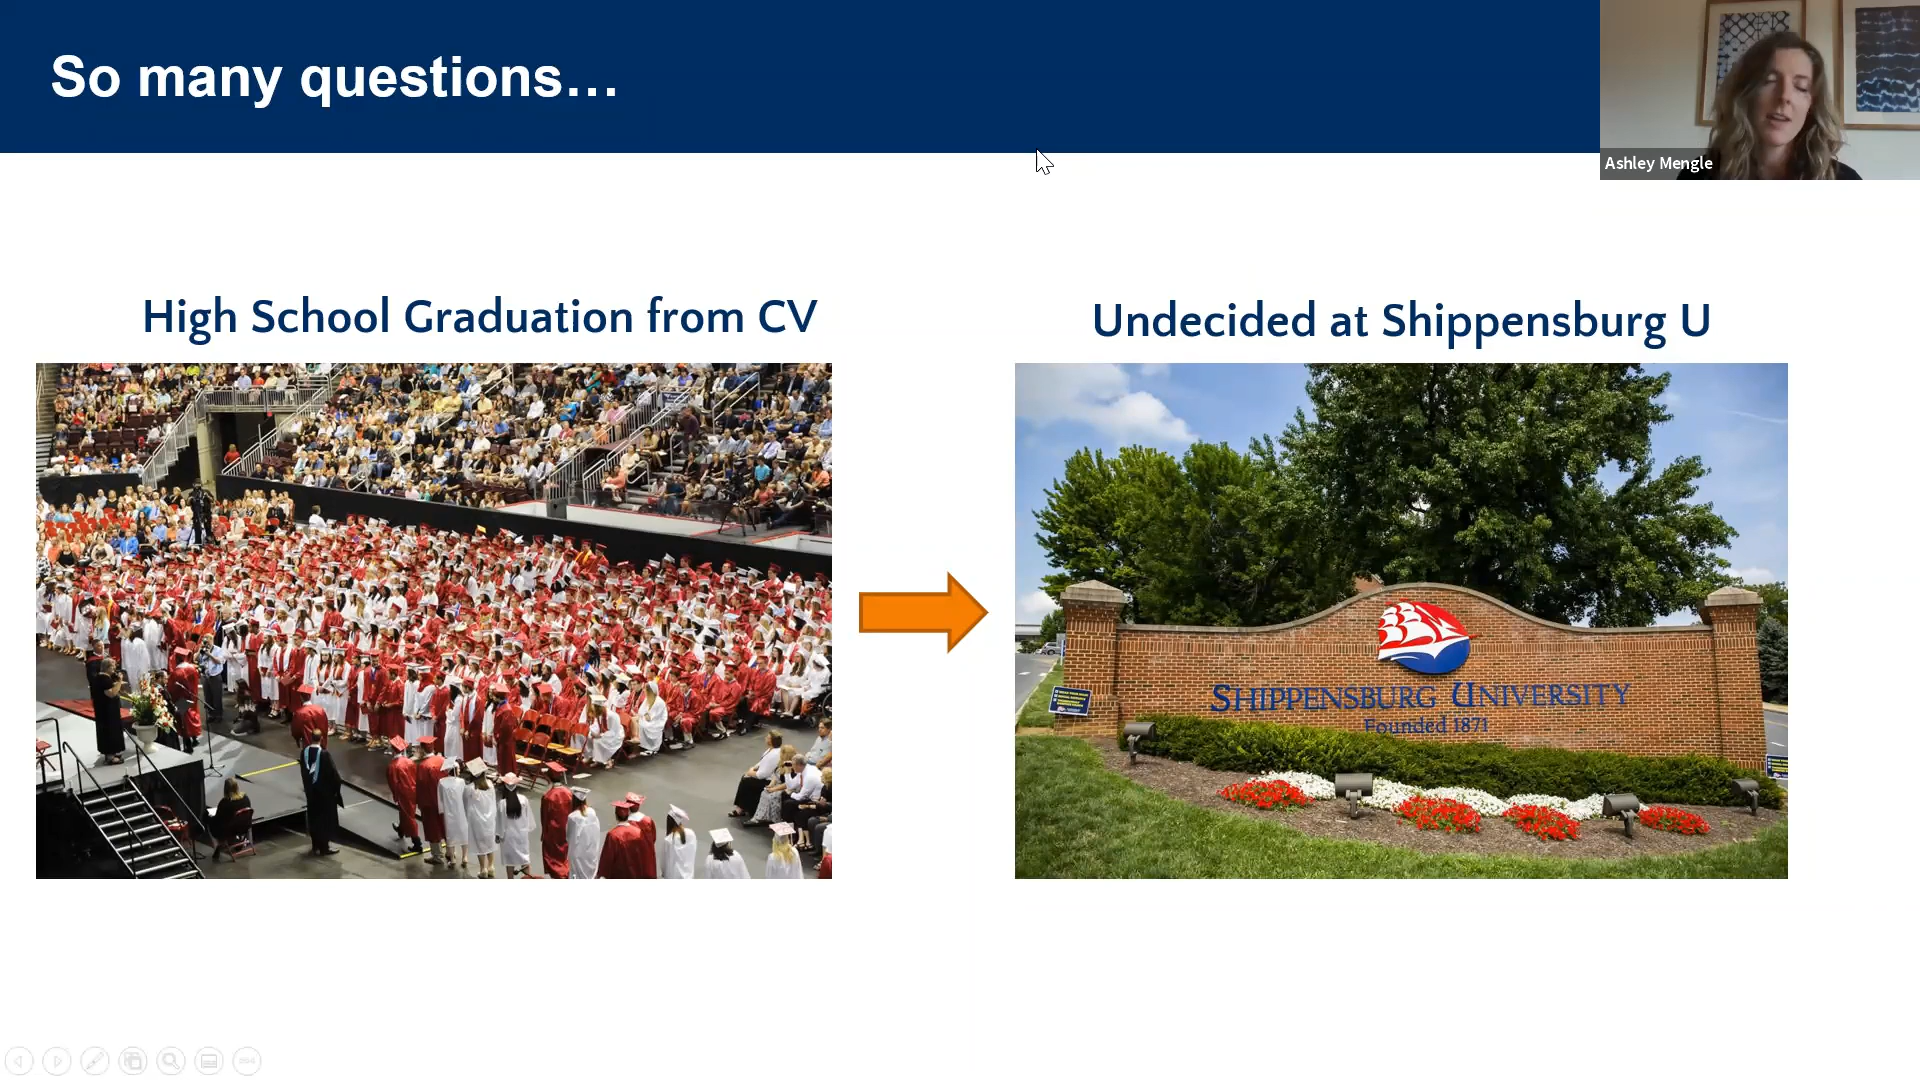 So many questions...
Ashley Mengle
High School Graduation from CV
Undecided at Shippensburg U
SHIPPENSBURG UNIVERSITY
Founded 1871